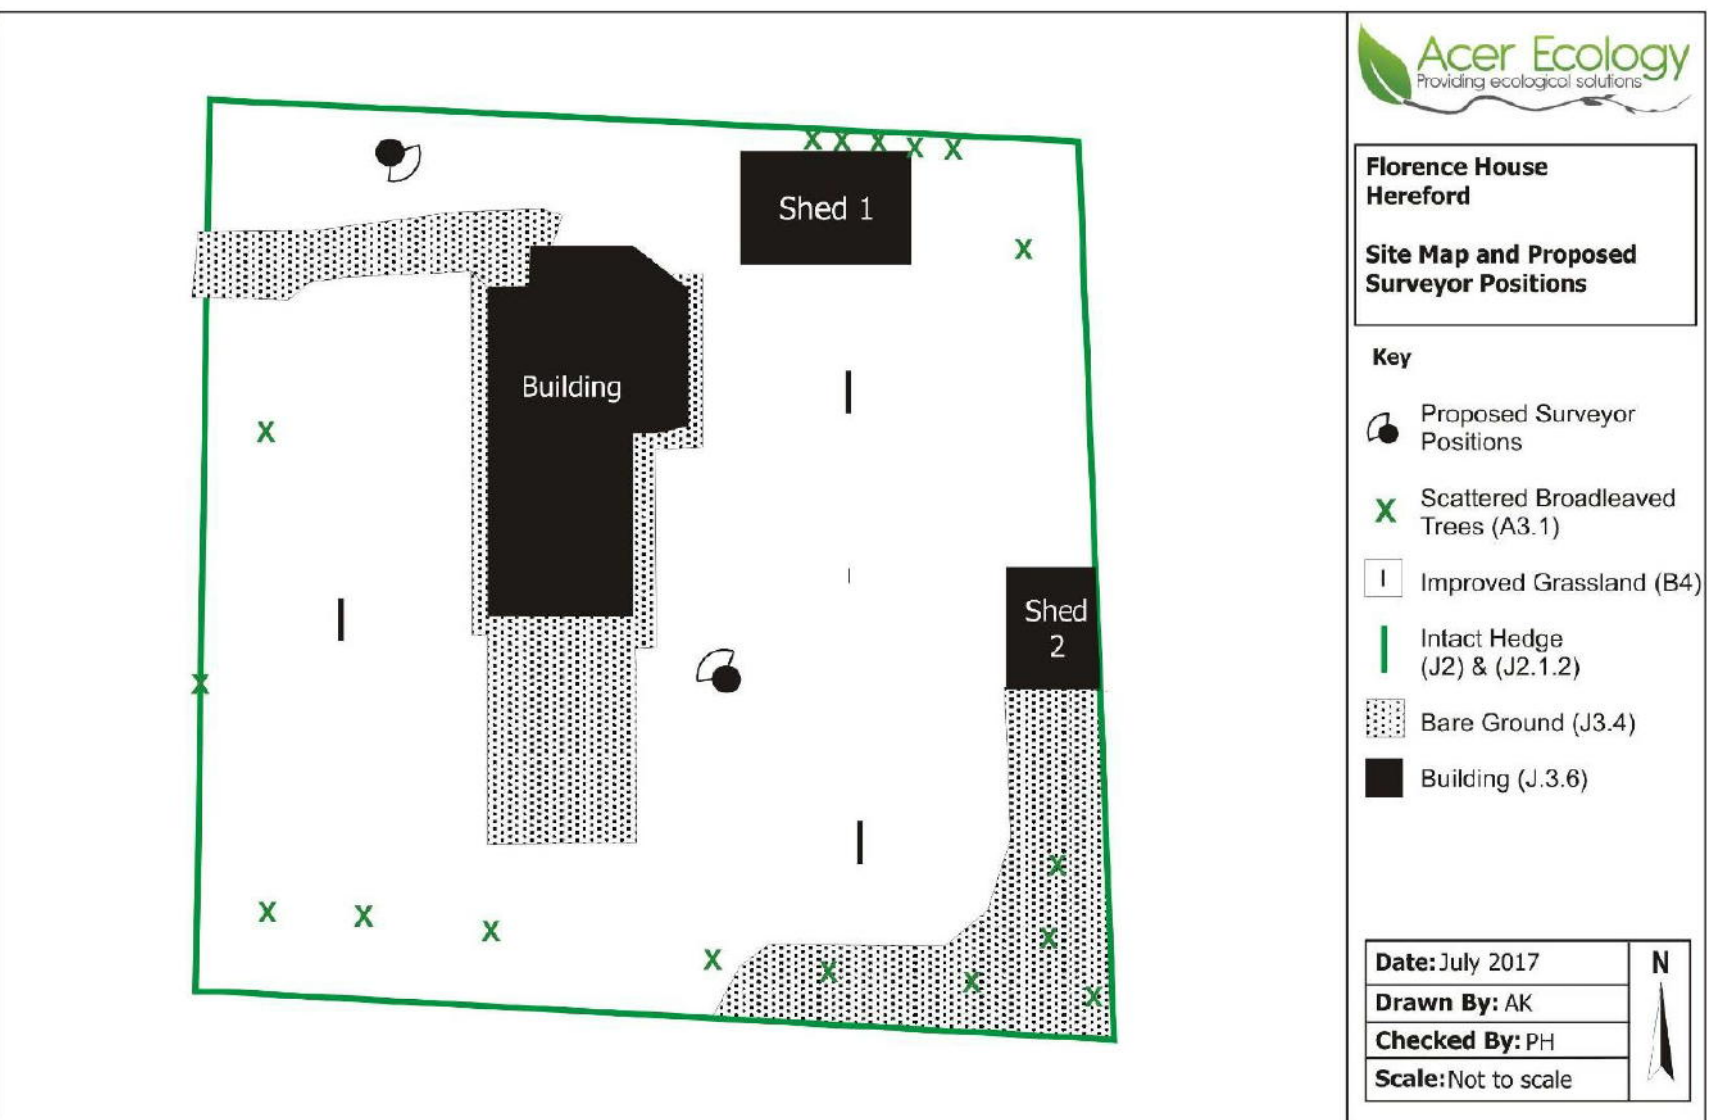 Acer Ecology
Providing ecological solutions
Florence House
Hereford
Site Map and Proposed
Surveyor Positions
Key
Proposed Surveyor
Positions
X Scattered Broadleaved
Trees (A3.1)
I Improved Grassland (B4)
Intact Hedge
(J2) & (J2.1.2)
Bare Ground (J3.4)
Building (J.3.6)
Date: July 2017
Drawn By: AK
Checked By: PH
Scale: Not to scale
N
Shed 1
Building
Shed
2
X X X X X
X
X
X
X X X
X X X X
X
X
I
I
I
I